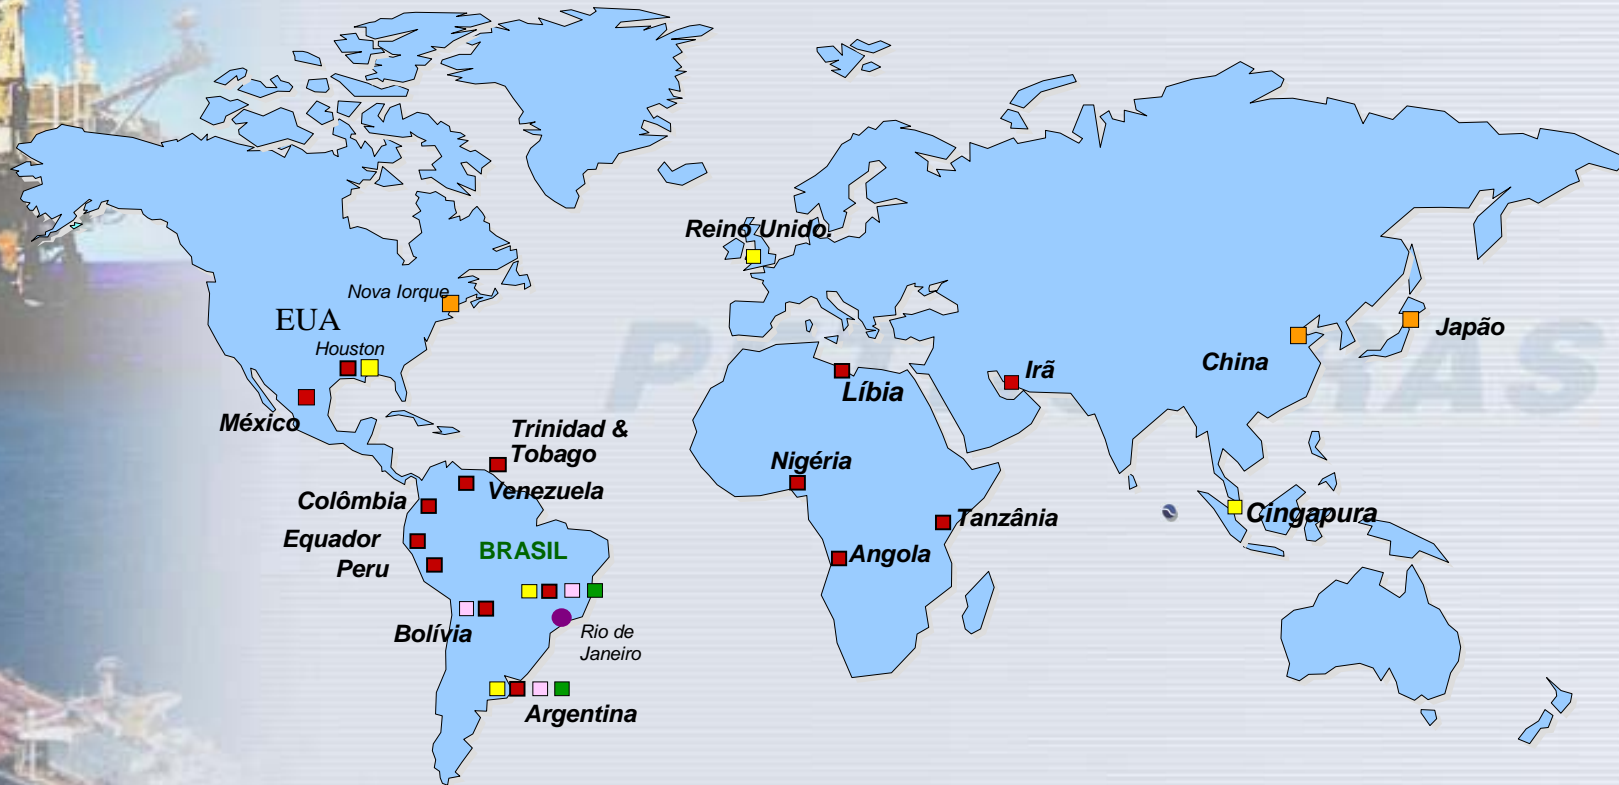 Reino Unido.
Nova Iorque
EUA
Houston
Japão
China
Irã
Líbia
México
Trinidad &
Tobago
Nigéria
Venezuela
Colômbia
Cingapura
Tanzânia
Equador
BRASIL
Angola
Peru
Bolívia
Rio de
Janeiro
Argentina